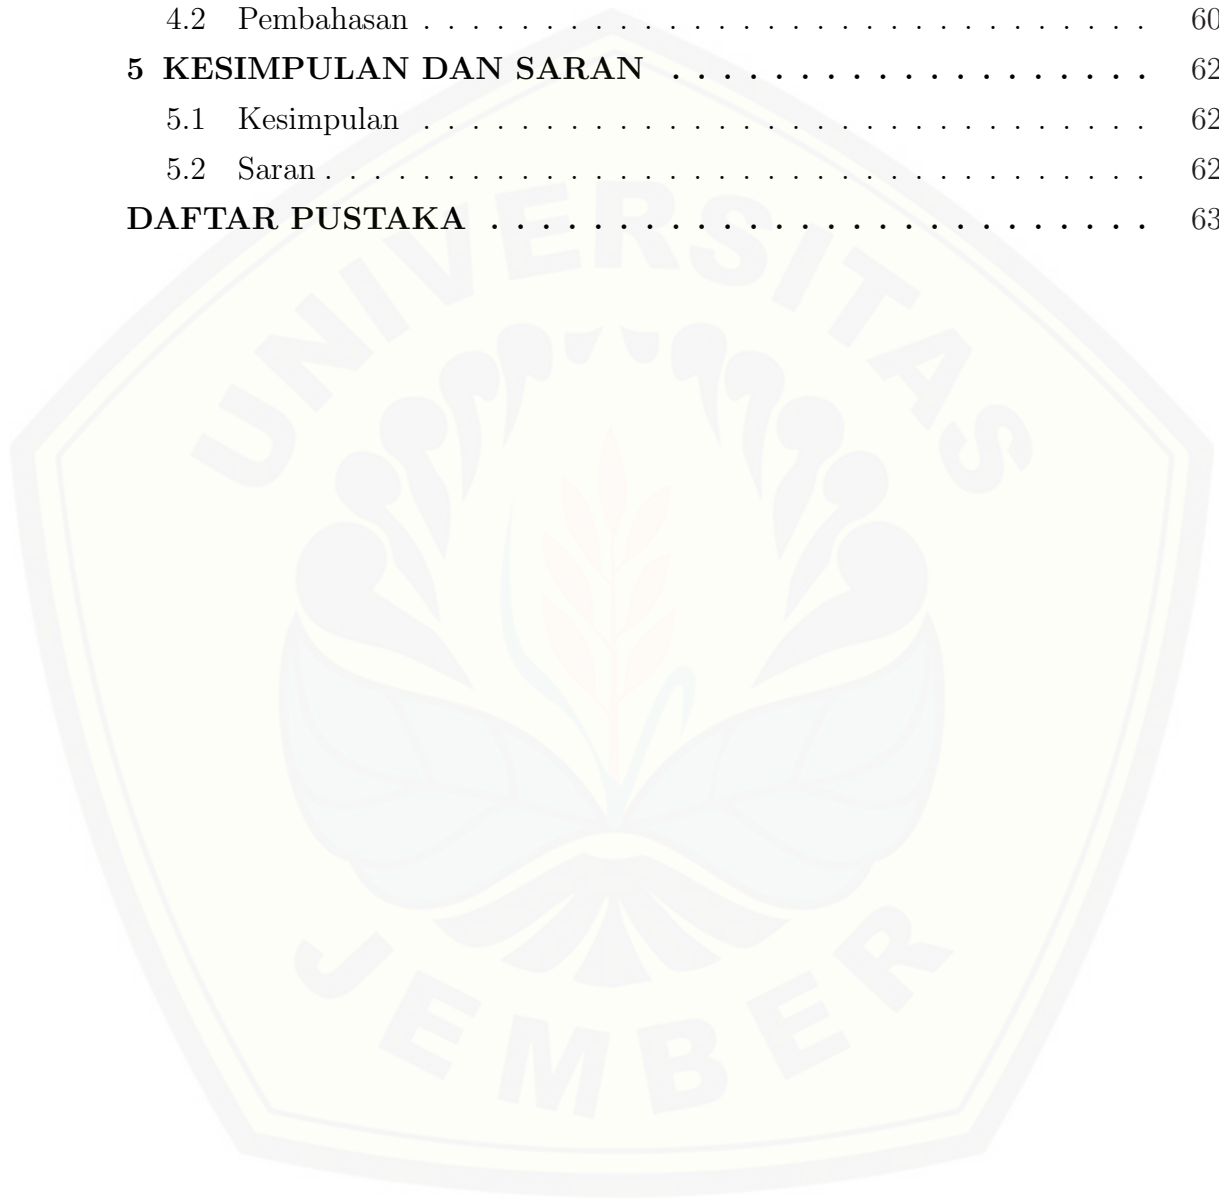 4.2 Pembahasan . . . . . . . . . . . . . . . . . . . . . . . . . . . . . . 60
5 KESIMPULAN DAN SARAN . . . . . . . . . . . . . . . . . . . 62
5.1 Kesimpulan . . . . . . . . . . . . . . . . . . . . . . . . . . . . . . 62
5.2 Saran . . . . . . . . . . . . . . . . . . . . . . . . . . . . . . . . . . 62
DAFTAR PUSTAKA . . . . . . . . . . . . . . . . . . . . . . . . . . . 63
UNIVERSITAS
JEMBER